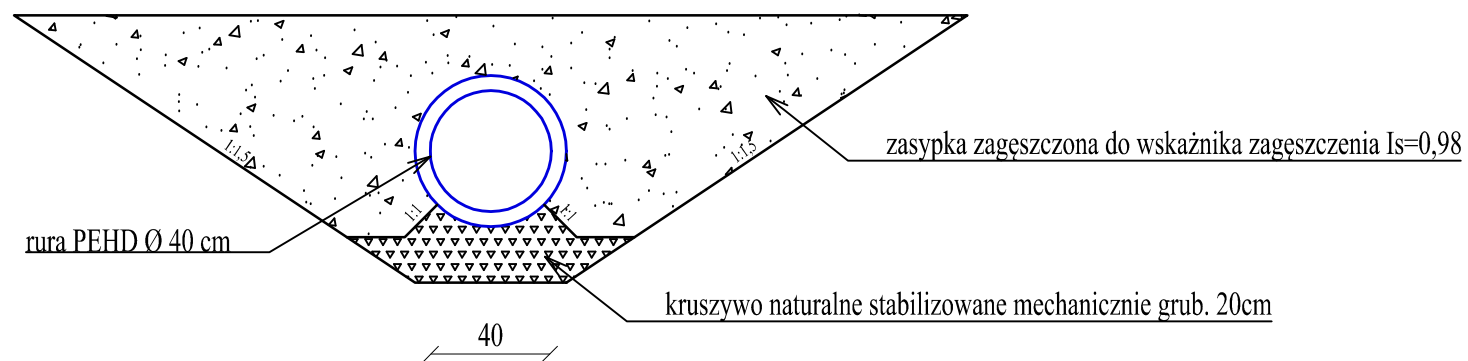 zasypka zagęszczona do wskażnika zagęszczenia Is=0,98
1:1,5
1:1,5
1:1
1:1
rura PEHD Ø 40 cm
kruszywo naturalne stabilizowane mechanicznie grub. 20cm
40